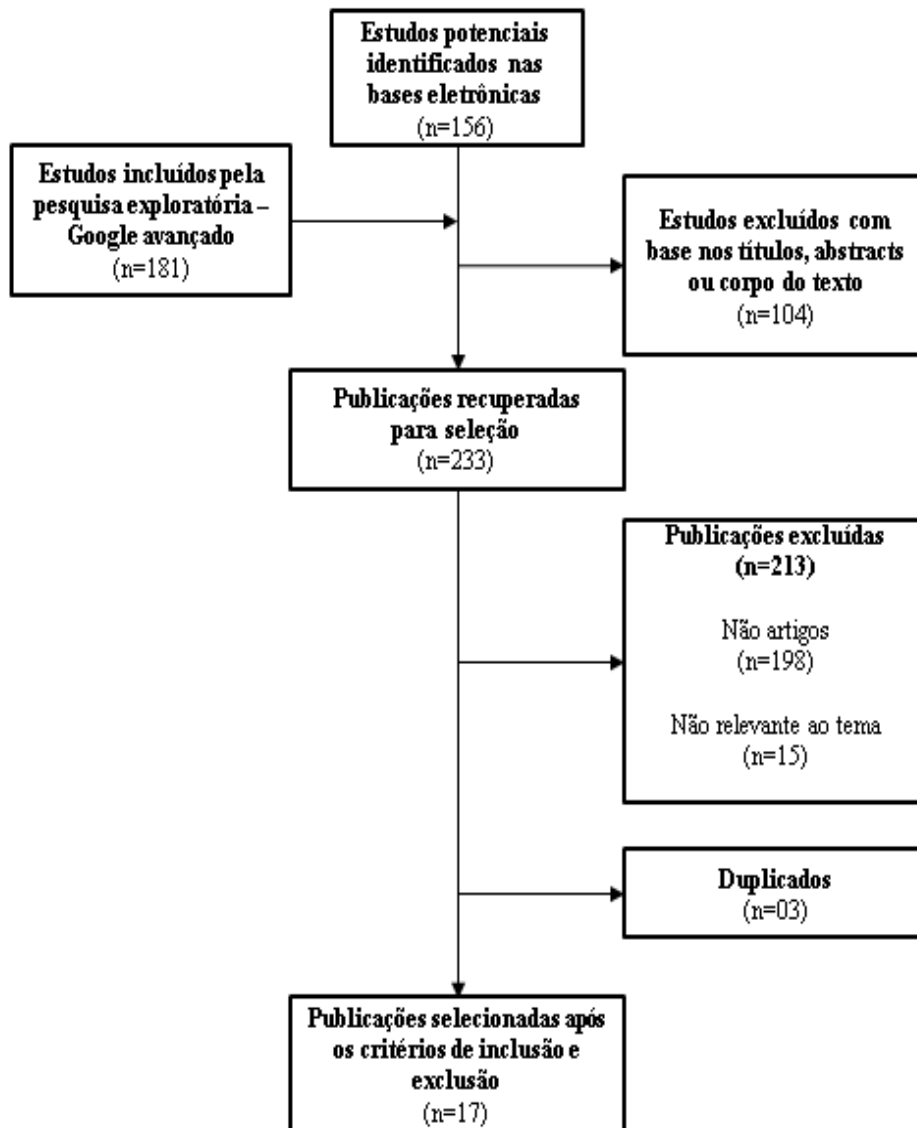 Estudos potenciais
identificados nas
bases eletrônicas
(n=156)
Estudos incluídos pela
pesquisa exploratória –
Google avançado
(n=181)
Estudos excluídos com
base nos títulos, abstracts
ou corpo do texto
(n=104)
Publicações recuperadas
para seleção
(n=233)
Publicações excluídas
(n=213)
Não artigos
(n=198)
Não relevante ao tema
(n=15)
Duplicados
(n=03)
Publicações selecionadas após
os critérios de inclusão e
exclusão
(n=17)